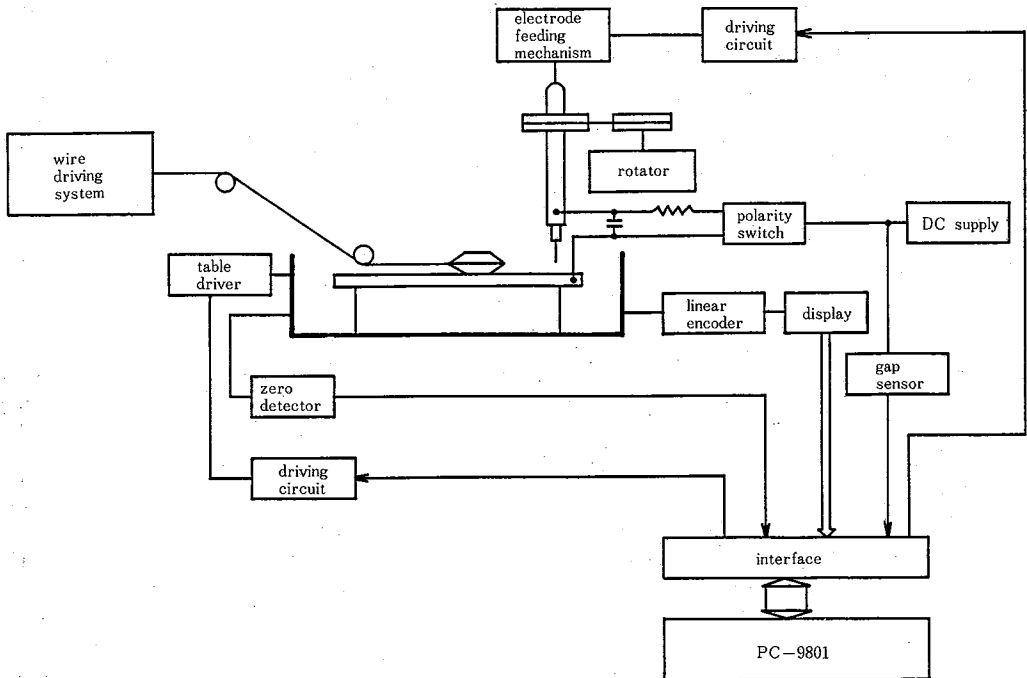 electrode
feeding
mechanism
driving
circuit
wire
driving
system
rotator
polarity
switch
DC supply
table
driver
linear
encoder
display
gap
sensor
zero
detector
driving
circuit
interface
PC-9801